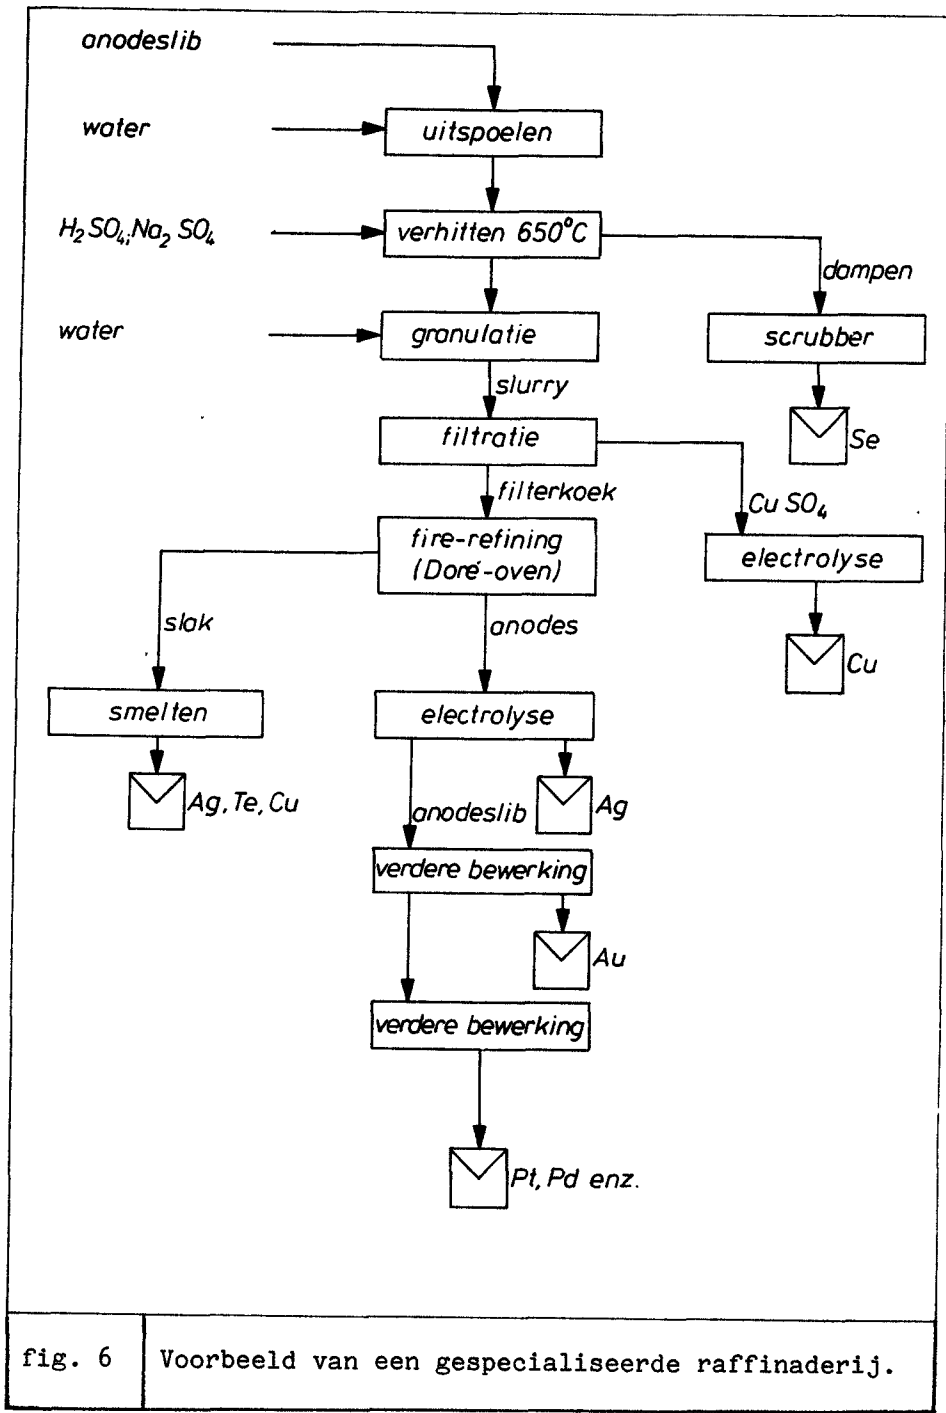 anodeslib
water
uitspoelen
H₂SO₄;Na₂SO₄
verhitten 650°C
dampen
water
granulatie
scrubber
slurry
filtratie
Se
filterkoek
CuSO₄
fire-refining
(Doré-oven)
electrolyse
slak
anodes
Cu
smelten
electrolyse
Ag, Te, Cu
anodeslib
Ag
verdere bewerking
Au
verdere bewerking
Pt, Pd enz.
fig. 6
Voorbeeld van een gespecialiseerde raffinaderij.